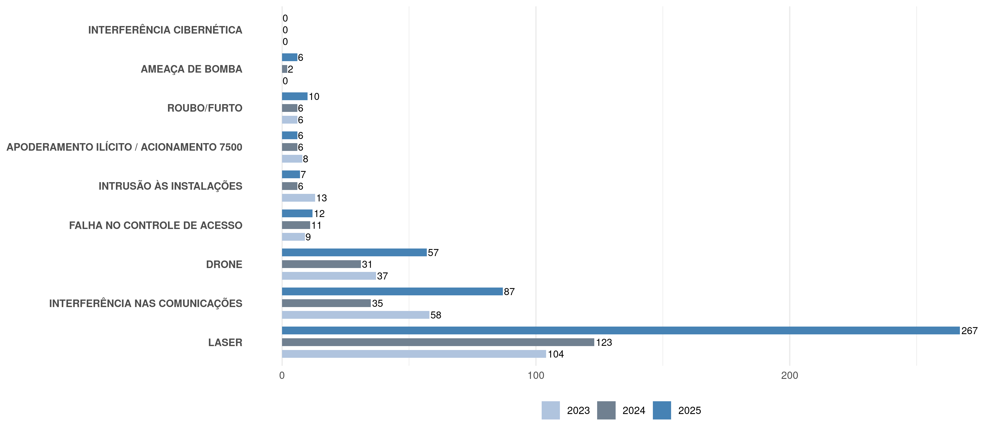 0
INTERFERÊNCIA CIBERNÉTICA 0
0
6
AMEAÇA DE BOMBA 2
0
10
ROUBO/FURTO 6
6
6
APODERAMENTO ILÍCITO / ACIONAMENTO 7500 6
8
7
INTRUSÃO ÀS INSTALAÇÕES 6
13
12
FALHA NO CONTROLE DE ACESSO 11
9
57
DRONE 31
37
87
INTERFERÊNCIA NAS COMUNICAÇÕES 35
58
267
LASER 123
104
0 100 200
2023 2024 2025